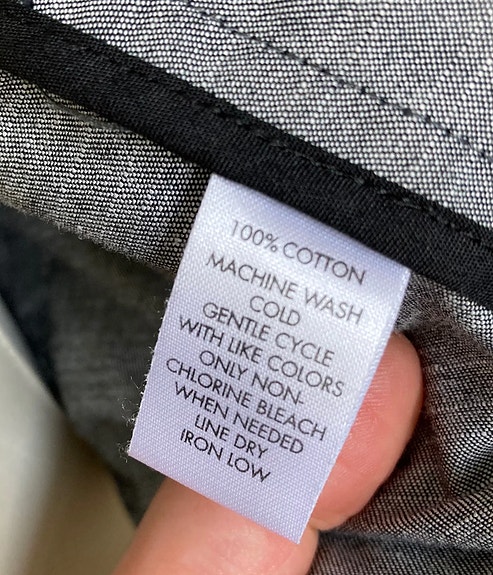 100% COTTON
MACHINE WASH
COLD
GENTLE CYCLE
WITH LIKE COLORS
ONLY NON-
CHLORINE BLEACH
WHEN NEEDED
LINE DRY
IRON LOW